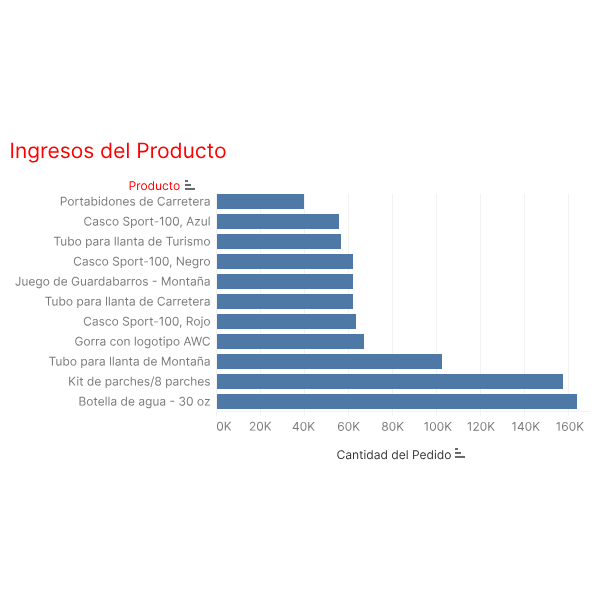 Ingresos del Producto
Producto
Portabidones de Carretera
Casco Sport-100, Azul
Tubo para llanta de Turismo
Casco Sport-100, Negro
Juego de Guardabarros - Montaña
Tubo para llanta de Carretera
Casco Sport-100, Rojo
Gorra con logotipo AWC
Tubo para llanta de Montaña
Kit de parches/8 parches
Botella de agua - 30 oz
0K 20K 40K 60K 80K 100K 120K 140K 160K
Cantidad del Pedido